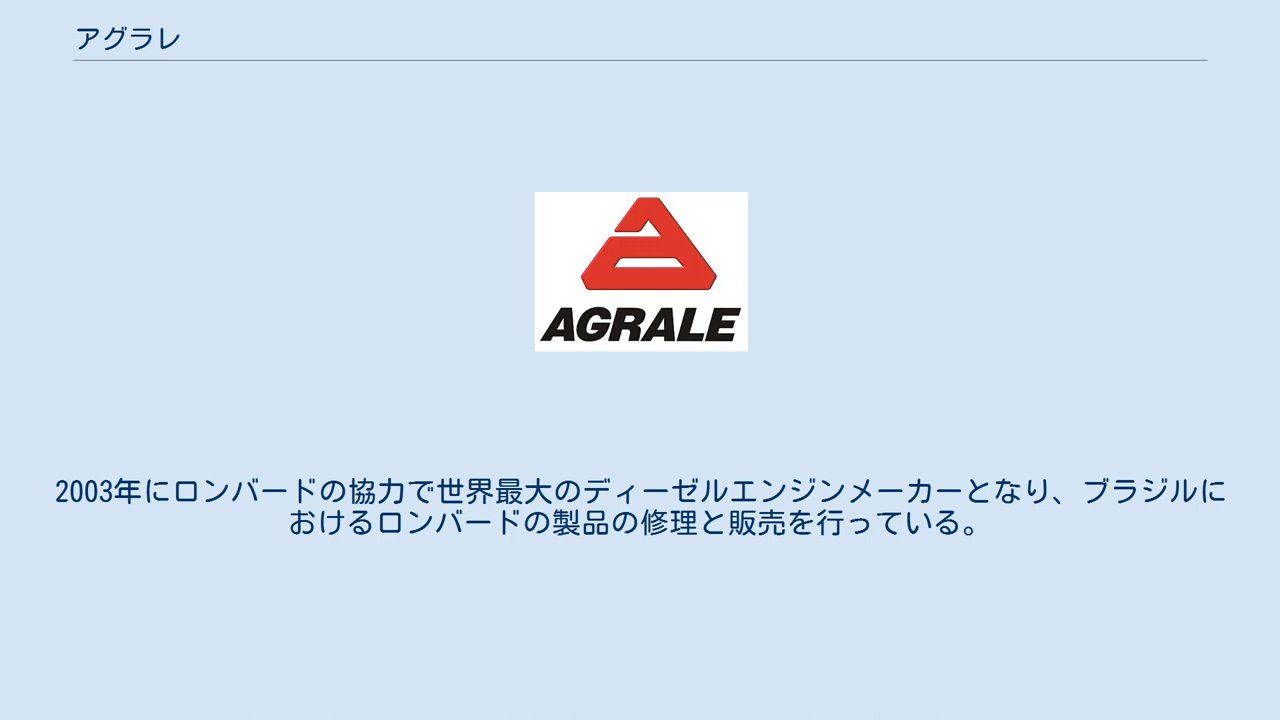 アグラレ
AGRALE
2003年にロンバードの協力で世界最大のディーゼルエンジンメーカーとなり、ブラジルに
おけるロンバードの製品の修理と販売を行っている。